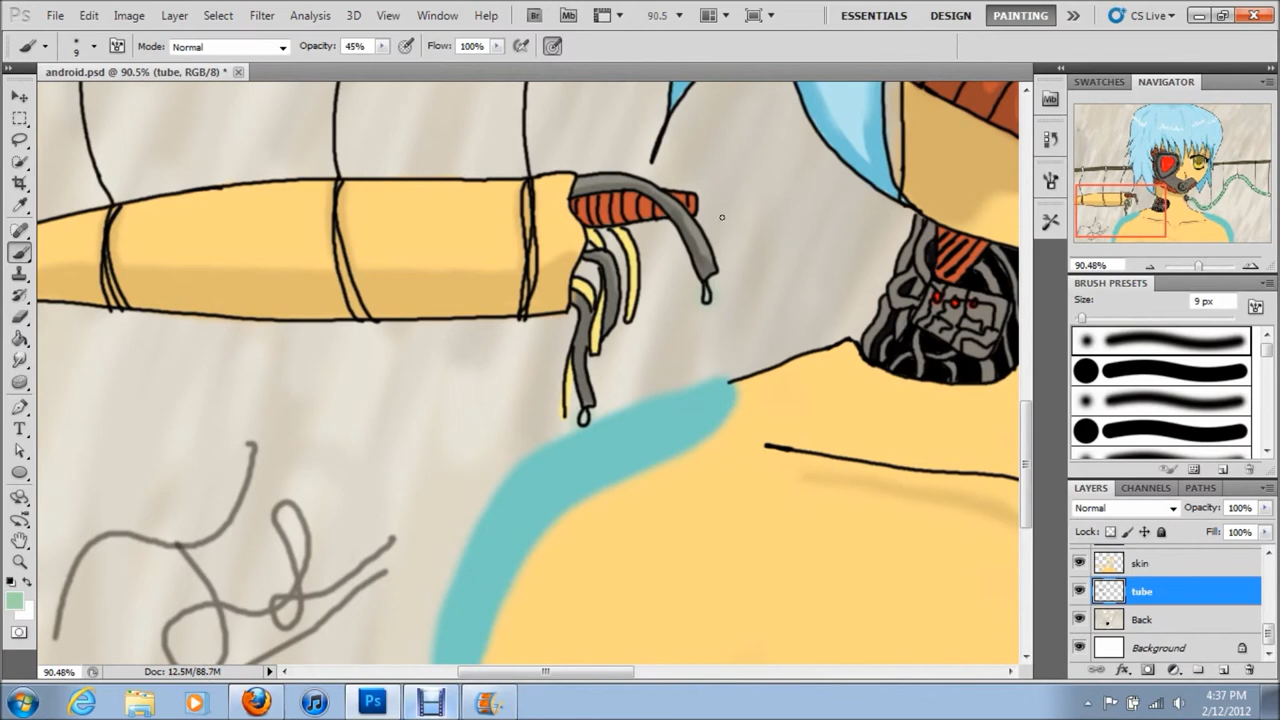 Ps File Edit Image Layer Select Filter Analysis 3D View Window Help Br Mb 90.5 ESSENTIALS DESIGN PAINTING CS Live
9 Mode: Normal Opacity: 45% Flow: 100%
android.psd @ 90.5% (tube, RGB/8) *
SWATCHES NAVIGATOR
Mb
90.48%
BRUSH PRESETS
Size: 9 px
LAYERS CHANNELS PATHS
Normal Opacity: 100%
Lock: Fill: 100%
skin
tube
Back
Background
90.48% Doc: 12.5M/88.7M
Ps
4:37 PM
2/12/2012